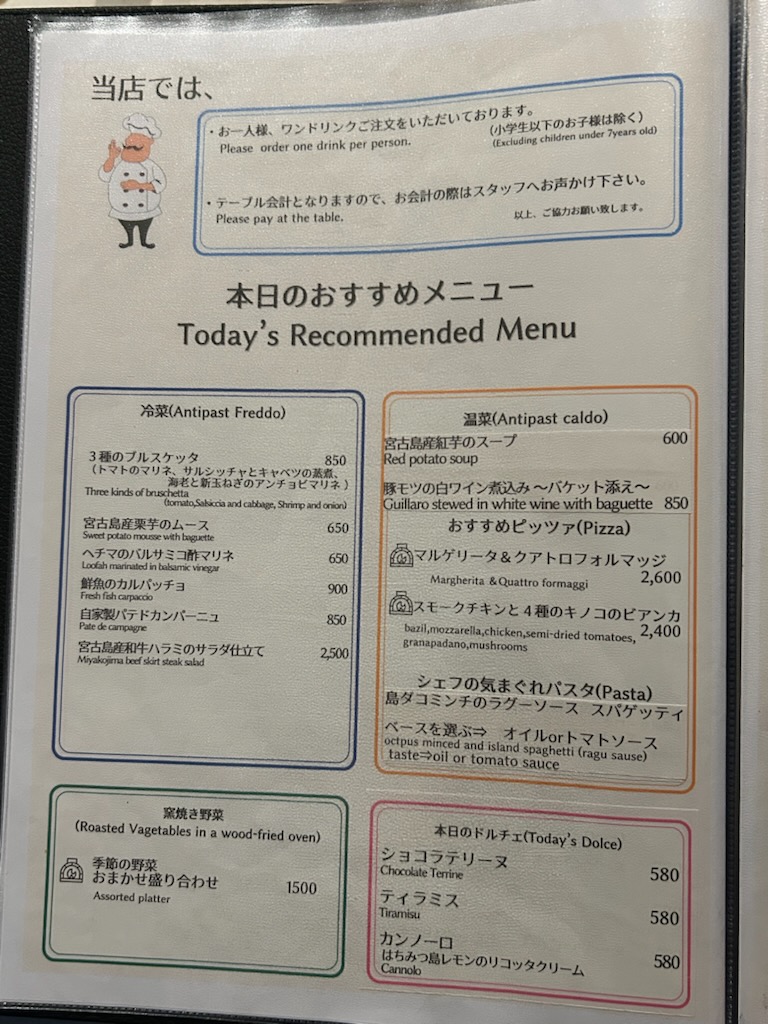 当店では、
・お一人様、ワンドリンクご注文をいただいております。
(小学生以下のお子様は除く)
Please order one drink per person.
(Excluding children under 7years old)
・テーブル会計となりますので、お会計の際はスタッフへお声かけ下さい。
Please pay at the table.
以上、ご協力お願い致します。
本日のおすすめメニュー
Today's Recommended Menu
冷菜(Antipast Freddo)
3種のブルスケッタ 850
(トマトのマリネ、サルシッチャとキャベツの蒸煮、
海老と新玉ねぎのアンチョビマリネ)
Three kinds of bruschetta
(tomato,Salsiccia and cabbage, Shrimp and onion)
宮古島産栗芋のムース 650
Sweet potato mousse with baguette
ヘチマのバルサミコ酢マリネ 650
Loofah marinated in balsamic vinegar
鮮魚のカルパッチョ 900
Fresh fish carpaccio
自家製パテドカンパーニュ 850
Pate de campagne
宮古島産和牛ハラミのサラダ仕立て 2,500
Miyakojima beef skirt steak salad
温菜(Antipast caldo)
宮古島産紅芋のスープ 600
Red potato soup
豚モツの白ワイン煮込み ～バケット添え～
Guillaro stewed in white wine with baguette 850
おすすめピッツァ(Pizza)
マルゲリータ＆クアトロフォルマッジ
Margherita &Quattro formaggi 2,600
スモークチキンと4種のキノコのビアンカ
bazil,mozzarella,chicken,semi-dried tomatoes, 2,400
granapadano,mushrooms
シェフの気まぐれパスタ(Pasta)
島ダコミンチのラグーソース スパゲッティ
ベースを選ぶ⇒ オイルorトマトソース
octpus minced and island spaghetti (ragu sause)
taste⇒oil or tomato sauce
窯焼き野菜
(Roasted Vagetables in a wood-fried oven)
季節の野菜
おまかせ盛り合わせ 1500
Assorted platter
本日のドルチェ(Today's Dolce)
ショコラテリーヌ
Chocolate Terrine 580
ティラミス
Tiramisu 580
カンノーロ
はちみつ島レモンのリコッタクリーム 580
Cannolo